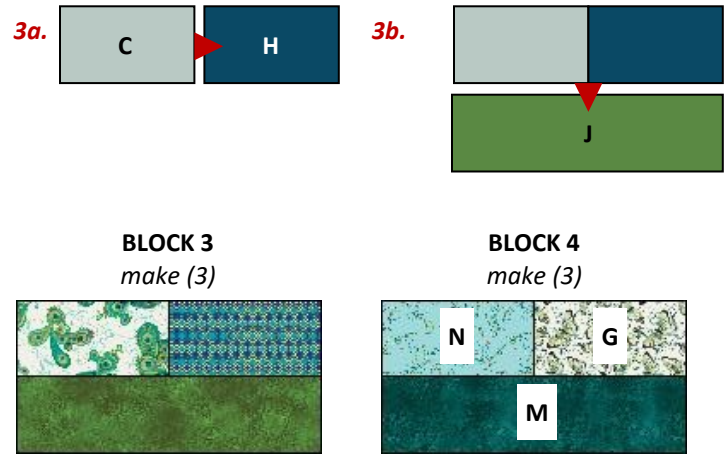 3a.
C
H
3b.
J
BLOCK 3
make (3)
BLOCK 4
make (3)
N
G
M